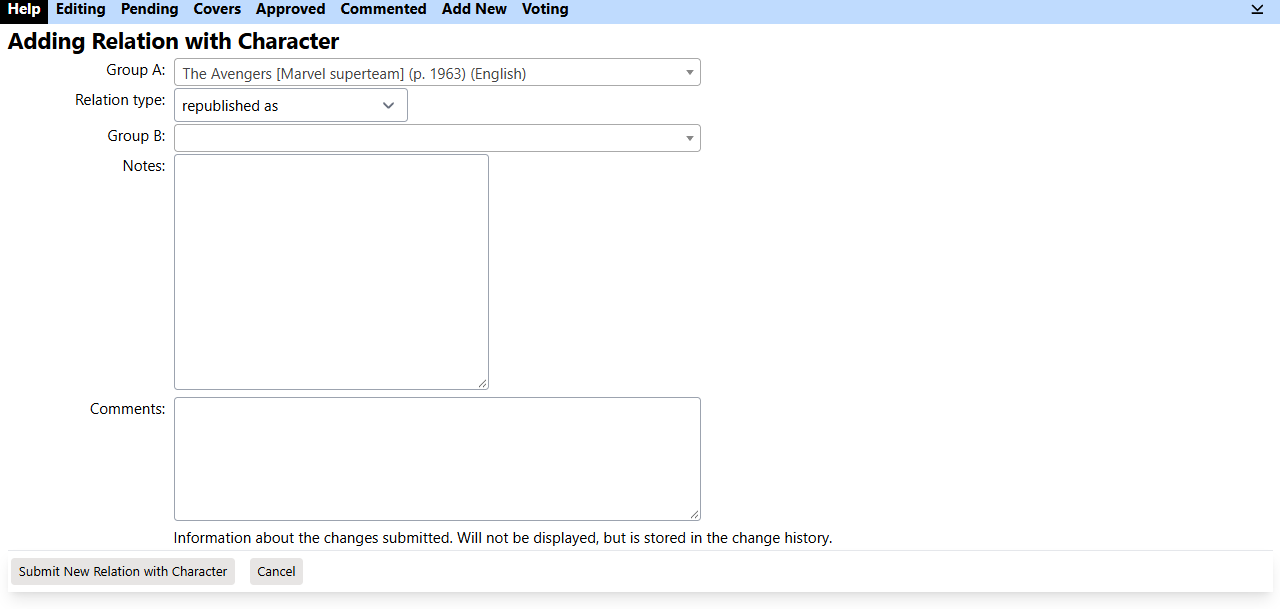 Help Editing Pending Covers Approved Commented Add New Voting
Adding Relation with Character
Group A: The Avengers [Marvel superteam] (p. 1963) (English)
Relation type: republished as
Group B:
Notes:
Comments:
Information about the changes submitted. Will not be displayed, but is stored in the change history.
Submit New Relation with Character Cancel